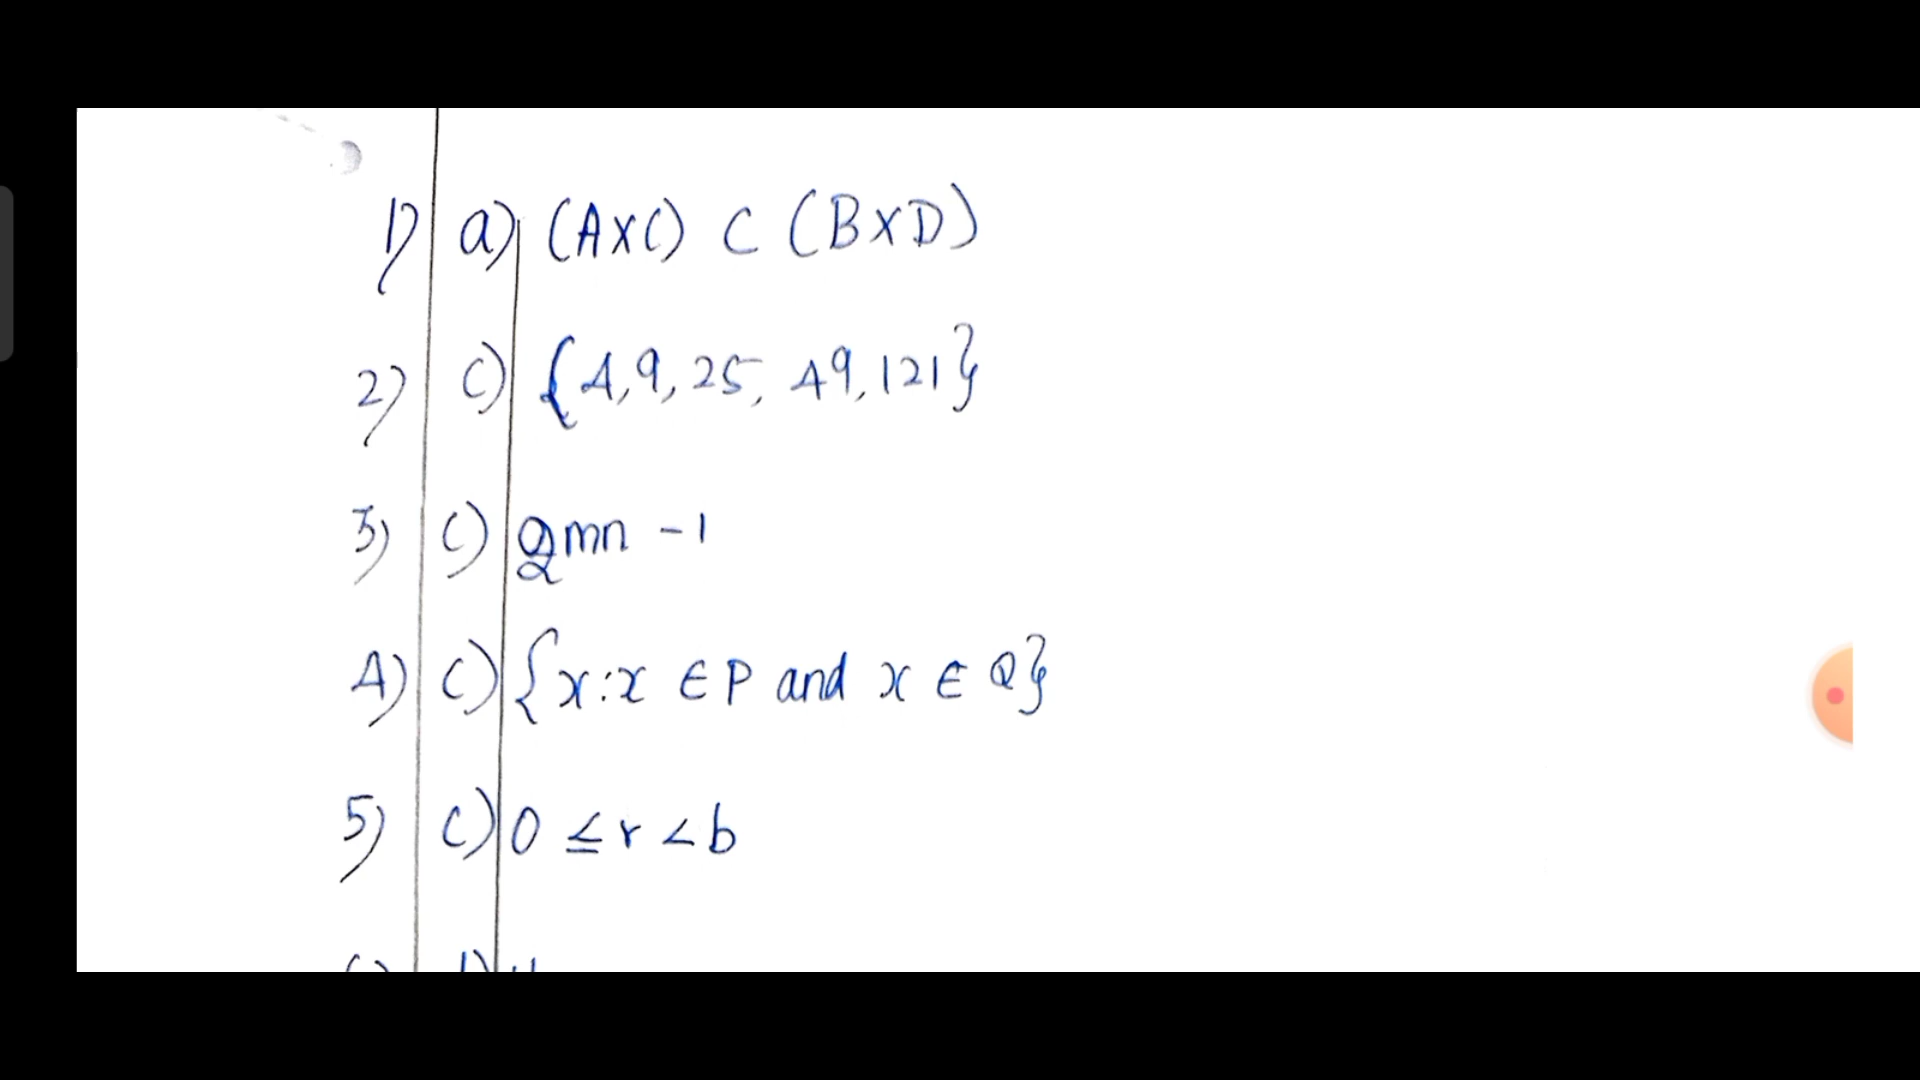 1) a) (A×C) ⊂ (B×D)
2) c) {4,9,25, 49,121}
3) c) 2mn - 1
4) c) {x:x ∈ P and x ∈ Q}
5) c) 0 ≤ r < b